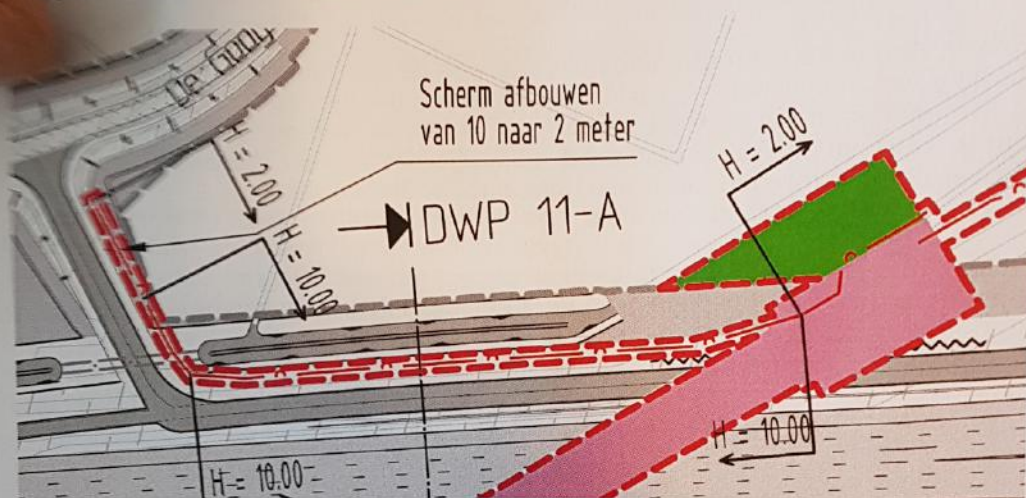 De Goog
Scherm afbouwen
van 10 naar 2 meter
H = 2.00
H = 2.00
DWP 11-A
H = 10.00
H = 10.00
H = 10.00